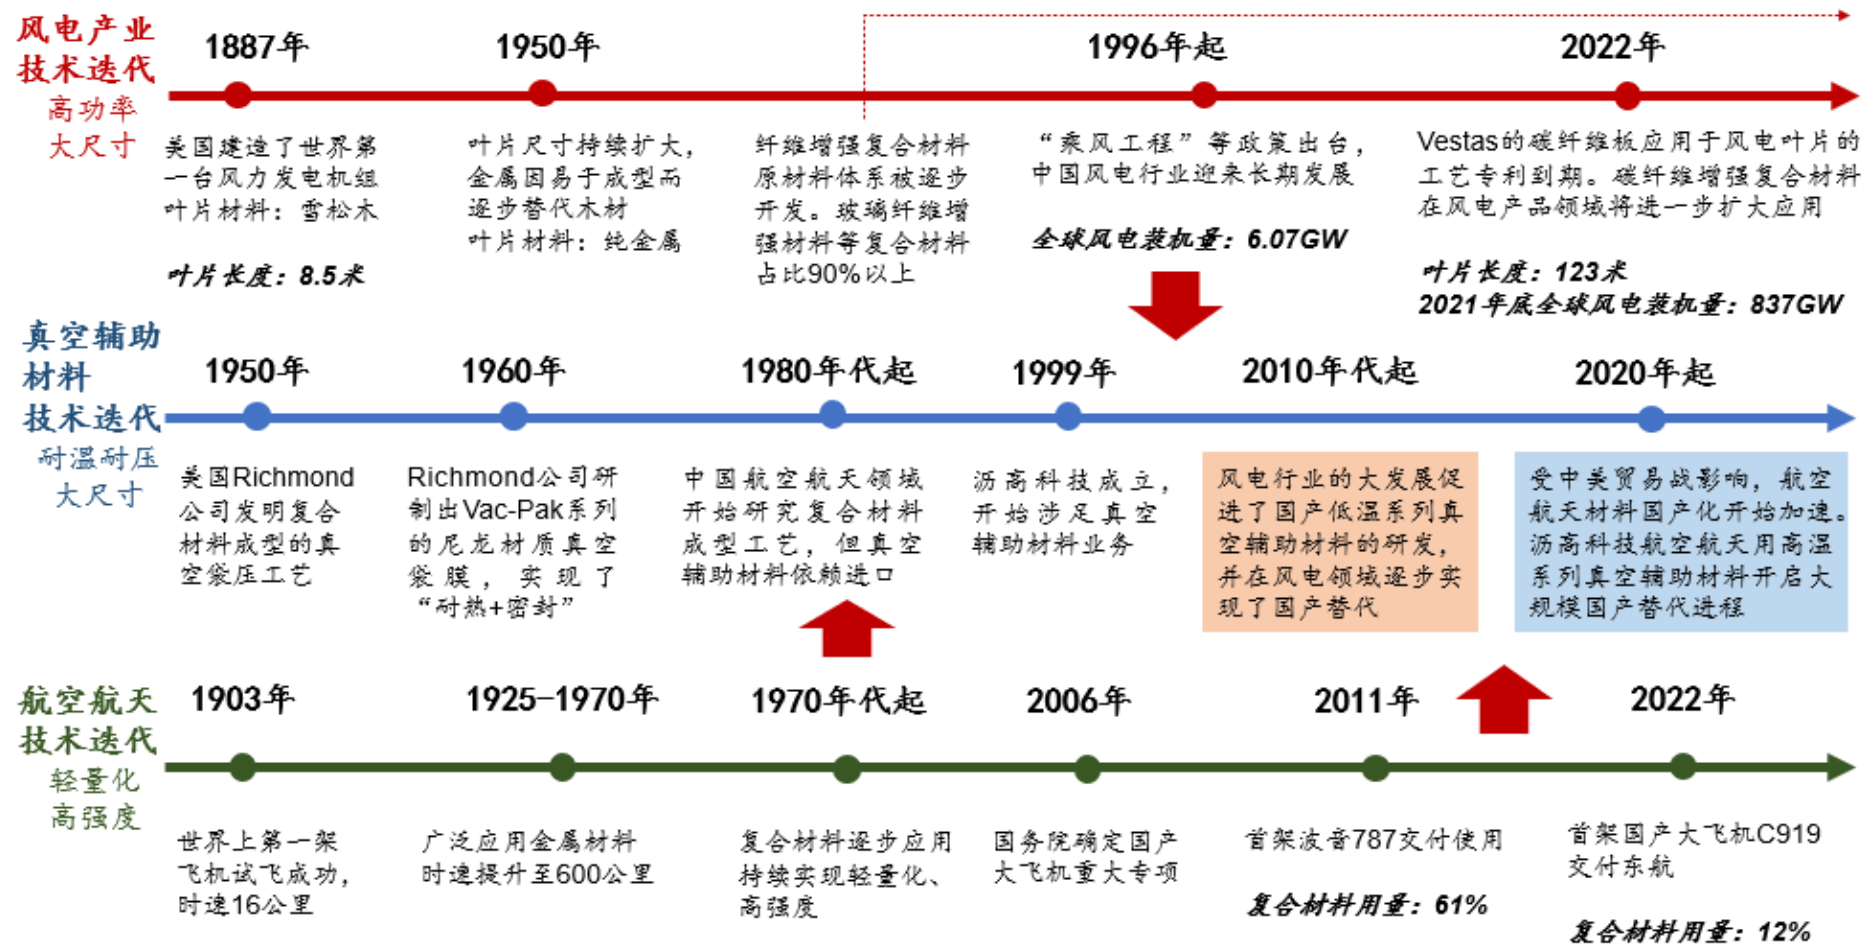 风电产业
技术迭代
高功率
大尺寸
1887年
1950年
1996年起
2022年
美国建造了世界第
一台风力发电机组
叶片材料：雪松木
叶片长度：8.5米
叶片尺寸持续扩大，
金属因易于成型而
逐步替代木材
叶片材料：纯金属
纤维增强复合材料
原材料体系被逐步
开发。玻璃纤维增
强材料等复合材料
占比90%以上
“乘风工程”等政策出台，
中国风电行业迎来长期发展
全球风电装机量：6.07GW
Vestas的碳纤维板应用于风电叶片的
工艺专利到期。碳纤维增强复合材料
在风电产品领域将进一步扩大应用
叶片长度：123米
2021年底全球风电装机量：837GW
真空辅助
材料
技术迭代
耐温耐压
大尺寸
1950年
1960年
1980年代起
1999年
2010年代起
2020年起
美国Richmond
公司发明复合
材料成型的真
空袋压工艺
Richmond公司研
制出Vac-Pak系列
的尼龙材质真空
袋膜，实现了
“耐热+密封”
中国航空航天领域
开始研究复合材料
成型工艺，但真空
辅助材料依赖进口
沥高科技成立，
开始涉足真空
辅助材料业务
风电行业的大发展促
进了国产低温系列真
空辅助材料的研发，
并在风电领域逐步实
现了国产替代
受中美贸易战影响，航空
航天材料国产化开始加速。
沥高科技航空航天用高温
系列真空辅助材料开启大
规模国产替代进程
航空航天
技术迭代
轻量化
高强度
1903年
1925-1970年
1970年代起
2006年
2011年
2022年
世界上第一架
飞机试飞成功，
时速16公里
广泛应用金属材料
时速提升至600公里
复合材料逐步应用
持续实现轻量化、
高强度
国务院确定国产
大飞机重大专项
首架波音787交付使用
复合材料用量：61%
首架国产大飞机C919
交付东航
复合材料用量：12%